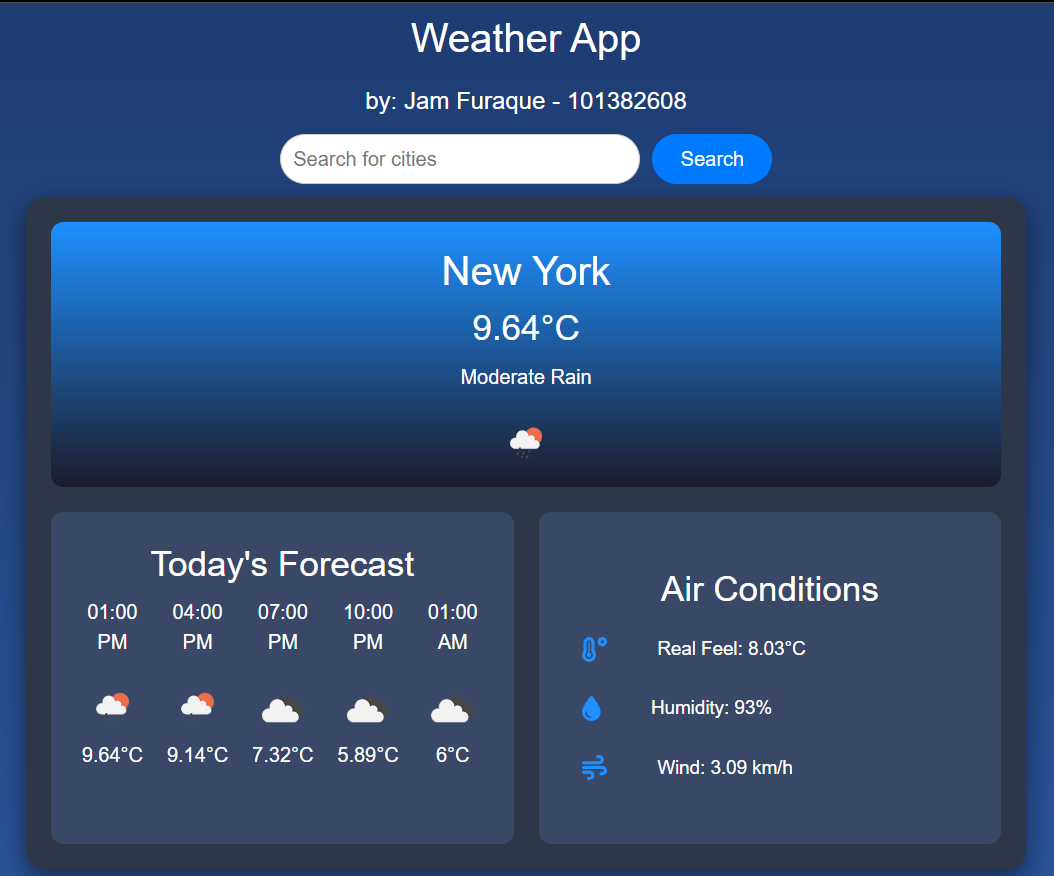 Weather App
by: Jam Furaque - 101382608
Search for cities
Search
New York
9.64°C
Moderate Rain
Today's Forecast
01:00 PM
04:00 PM
07:00 PM
10:00 PM
01:00 AM
9.64°C
9.14°C
7.32°C
5.89°C
6°C
Air Conditions
Real Feel: 8.03°C
Humidity: 93%
Wind: 3.09 km/h